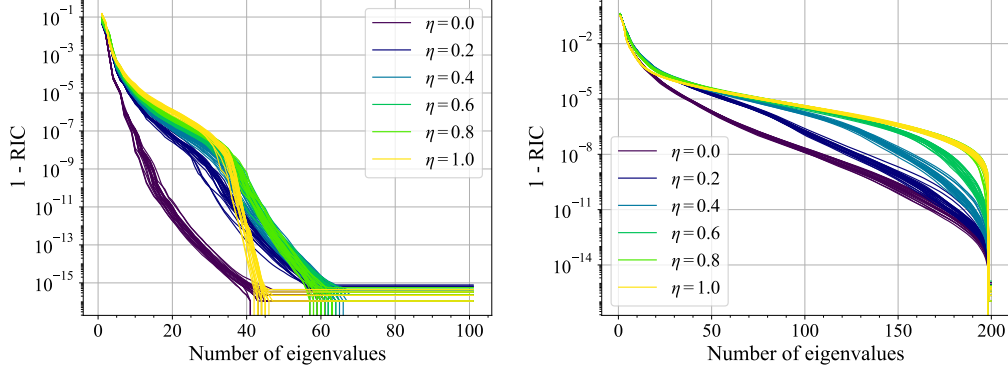 10⁻¹
10⁻³
10⁻⁵
10⁻⁷
10⁻⁹
10⁻¹¹
10⁻¹³
10⁻¹⁵
1 - RIC
0 20 40 60 80 100
Number of eigenvalues
η = 0.0
η = 0.2
η = 0.4
η = 0.6
η = 0.8
η = 1.0
10⁻²
10⁻⁵
10⁻⁸
10⁻¹¹
10⁻¹⁴
1 - RIC
0 50 100 150 200
Number of eigenvalues
η = 0.0
η = 0.2
η = 0.4
η = 0.6
η = 0.8
η = 1.0